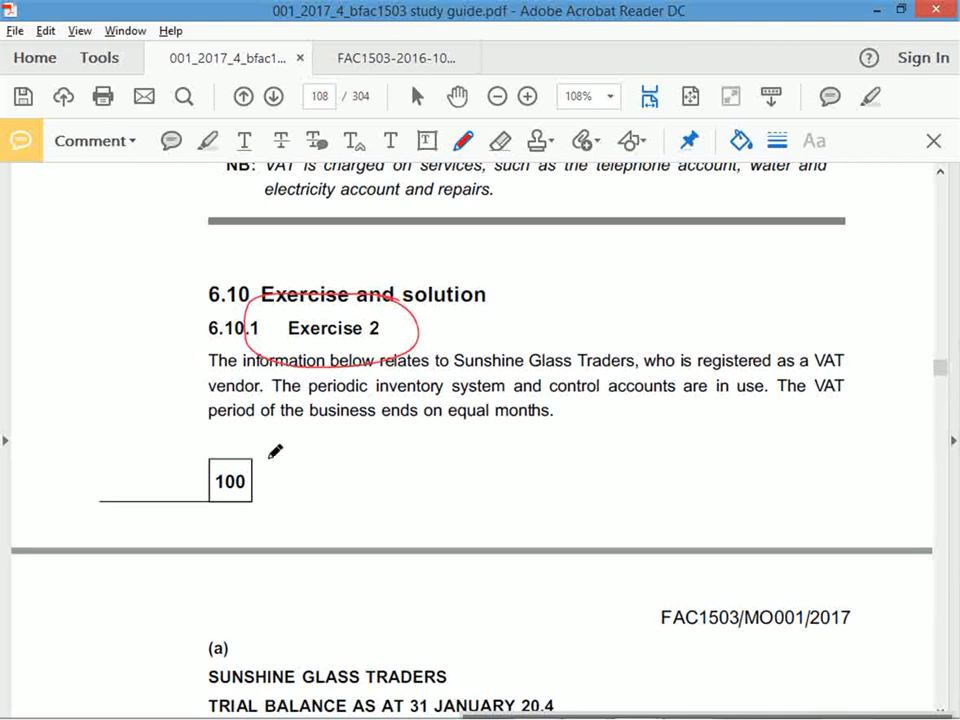 001_2017_4_bfac1503 study guide.pdf - Adobe Acrobat Reader DC
File Edit View Window Help
Home Tools 001_2017_4_bfac1... × FAC1503-2016-10... Sign In
108 / 304 108%
Comment
NB: VAT is charged on services, such as the telephone account, water and
electricity account and repairs.
6.10 Exercise and solution
6.10.1 Exercise 2
The information below relates to Sunshine Glass Traders, who is registered as a VAT
vendor. The periodic inventory system and control accounts are in use. The VAT
period of the business ends on equal months.
100
FAC1503/MO001/2017
(a)
SUNSHINE GLASS TRADERS
TRIAL BALANCE AS AT 31 JANUARY 20.4